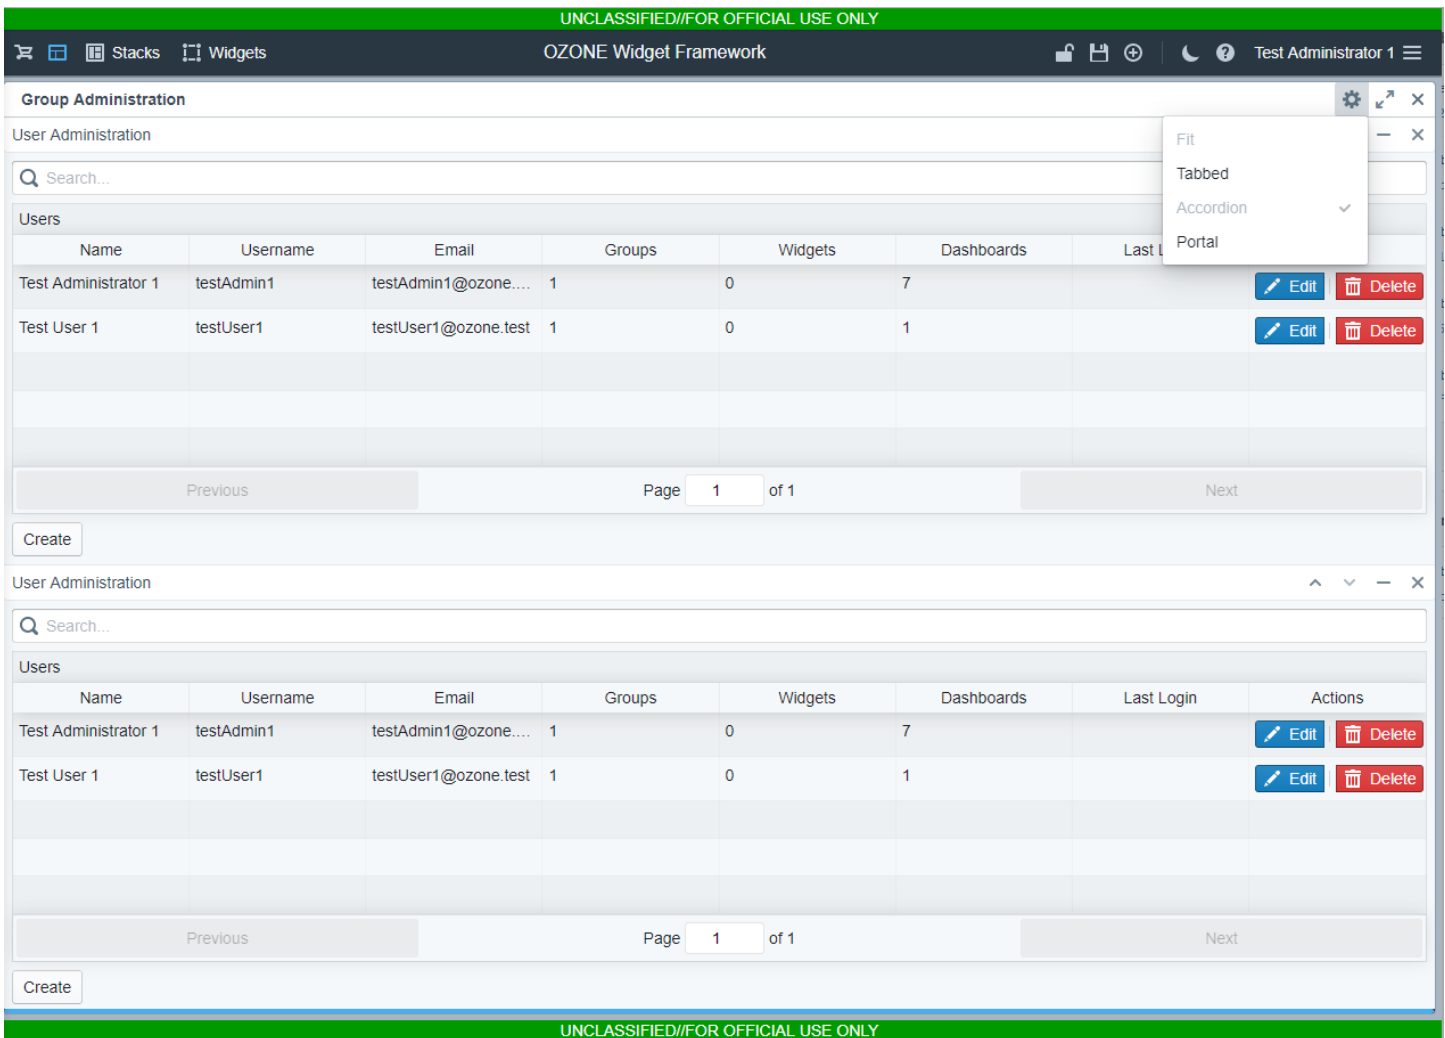 UNCLASSIFIED//FOR OFFICIAL USE ONLY
Stacks Widgets OZONE Widget Framework Test Administrator 1
Group Administration
User Administration
Fit
Tabbed
Accordion
Portal
Search...
Users
Name Username Email Groups Widgets Dashboards Last L
Test Administrator 1 testAdmin1 testAdmin1@ozone.... 1 0 7 Edit Delete
Test User 1 testUser1 testUser1@ozone.test 1 0 1 Edit Delete
Previous Page 1 of 1 Next
Create
User Administration
Search...
Users
Name Username Email Groups Widgets Dashboards Last Login Actions
Test Administrator 1 testAdmin1 testAdmin1@ozone.... 1 0 7 Edit Delete
Test User 1 testUser1 testUser1@ozone.test 1 0 1 Edit Delete
Previous Page 1 of 1 Next
Create
UNCLASSIFIED//FOR OFFICIAL USE ONLY